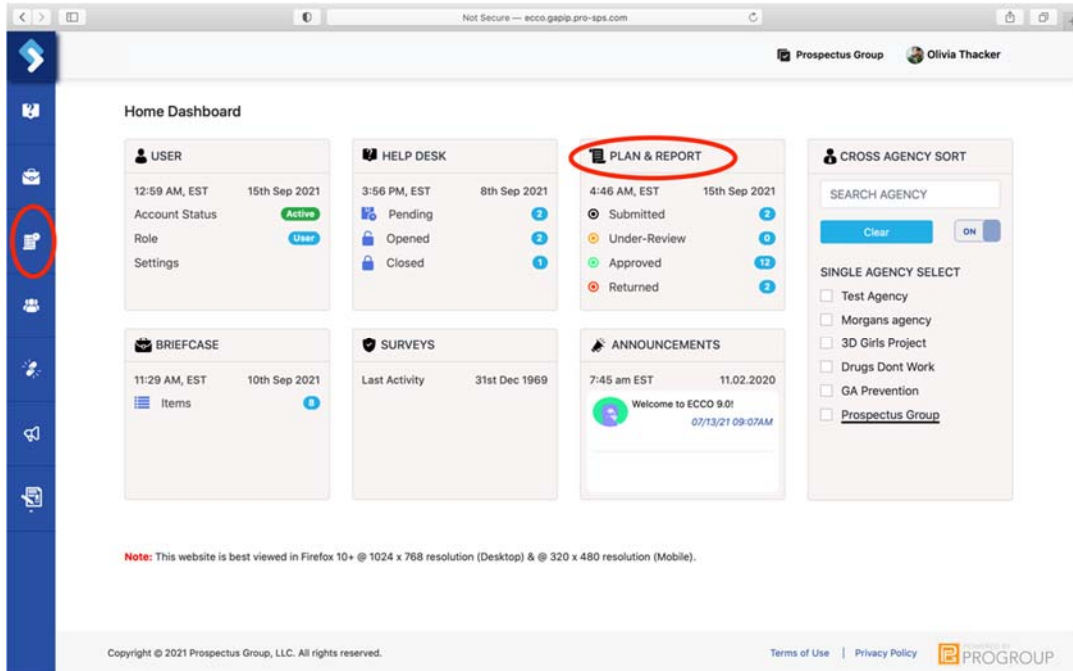 Not Secure — ecco.gapip.pro-sps.com
Prospectus Group Olivia Thacker
Home Dashboard
USER
12:59 AM, EST 15th Sep 2021
Account Status Active
Role User
Settings
HELP DESK
3:56 PM, EST 8th Sep 2021
Pending 2
Opened 2
Closed 1
PLAN & REPORT
4:46 AM, EST 15th Sep 2021
Submitted 2
Under-Review 0
Approved 12
Returned 2
CROSS AGENCY SORT
SEARCH AGENCY
Clear ON
SINGLE AGENCY SELECT
Test Agency
Morgans agency
3D Girls Project
Drugs Dont Work
GA Prevention
Prospectus Group
BRIEFCASE
11:29 AM, EST 10th Sep 2021
Items 8
SURVEYS
Last Activity 31st Dec 1969
ANNOUNCEMENTS
7:45 am EST 11.02.2020
Welcome to ECCO 9.0!
07/13/21 09:07AM
Note: This website is best viewed in Firefox 10+ @ 1024 x 768 resolution (Desktop) & @ 320 x 480 resolution (Mobile).
Copyright @ 2021 Prospectus Group, LLC. All rights reserved.
Terms of Use | Privacy Policy
POWERED BY
PROGROUP